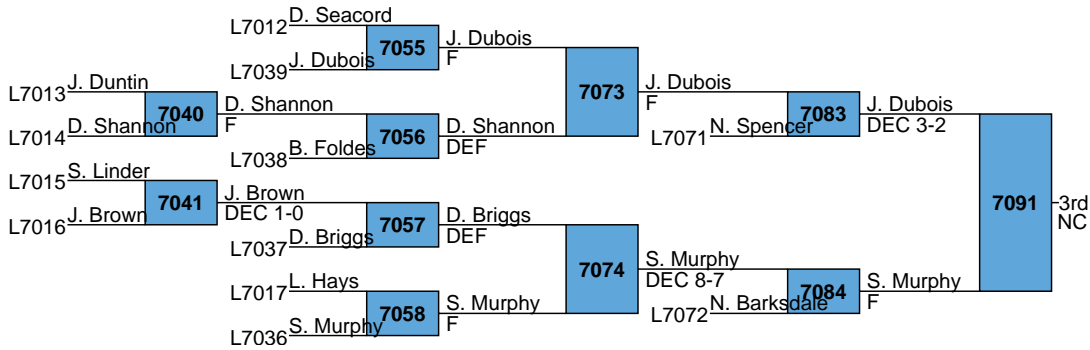 L7012 D. Seacord
7055 J. Dubois
F
L7039 J. Dubois
L7013 J. Duntin
7040 D. Shannon
F
L7014 D. Shannon
7056 D. Shannon
DEF
L7038 B. Foldes
7073 J. Dubois
F
L7071 N. Spencer
7083 J. Dubois
DEC 3-2
L7015 S. Linder
7041 J. Brown
DEC 1-0
L7016 J. Brown
7057 D. Briggs
DEF
L7037 D. Briggs
L7017 L. Hays
7058 S. Murphy
F
L7036 S. Murphy
7074 S. Murphy
DEC 8-7
L7072 N. Barksdale
7084 S. Murphy
F
7091 3rd
NC